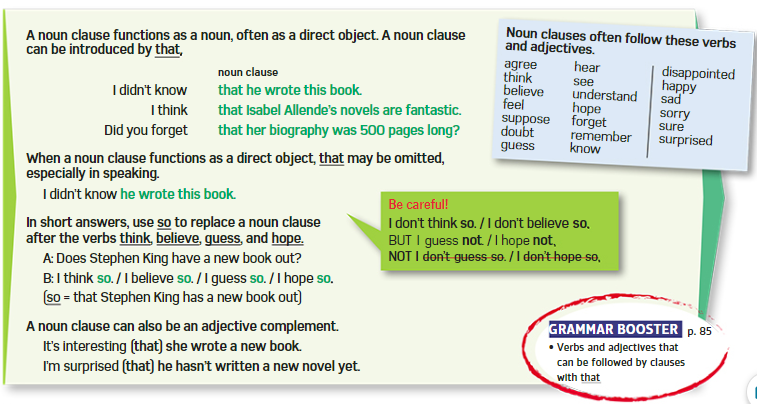 A noun clause functions as a noun, often as a direct object. A noun clause
can be introduced by that.
noun clause
I didn't know that he wrote this book.
I think that Isabel Allende's novels are fantastic.
Did you forget that her biography was 500 pages long?
When a noun clause functions as a direct object, that may be omitted,
especially in speaking.
I didn't know he wrote this book.
In short answers, use so to replace a noun clause
after the verbs think, believe, guess, and hope.
A: Does Stephen King have a new book out?
B: I think so. / I believe so. / I guess so. / I hope so.
(so = that Stephen King has a new book out)
A noun clause can also be an adjective complement.
It's interesting (that) she wrote a new book.
I'm surprised (that) he hasn't written a new novel yet.
Noun clauses often follow these verbs
and adjectives.
agree
think
believe
feel
suppose
doubt
guess
hear
see
understand
hope
forget
remember
know
disappointed
happy
sad
sorry
sure
surprised
Be careful!
I don't think so. / I don't believe so.
BUT I guess not. / I hope not.
NOT I don't guess so. / I don't hope so.
GRAMMAR BOOSTER p. 85
• Verbs and adjectives that
can be followed by clauses
with that